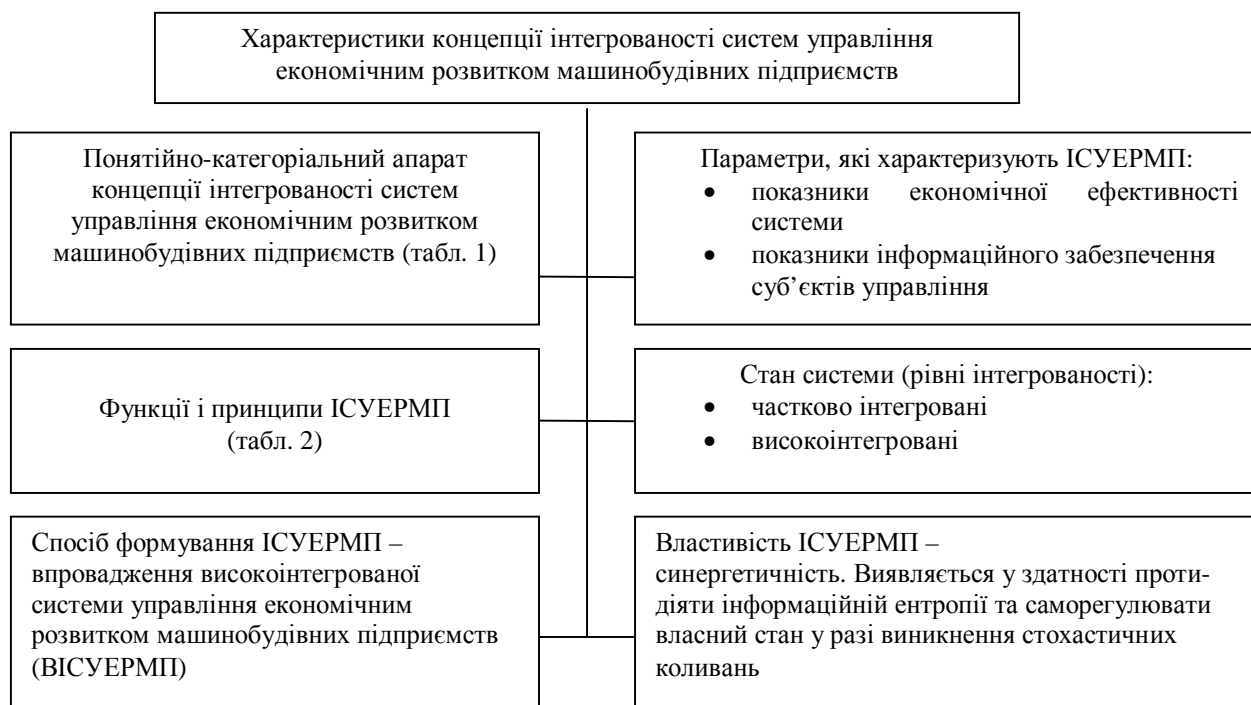 Характеристики концепції інтегрованості систем управління
економічним розвитком машинобудівних підприємств
Понятійно-категоріальний апарат
концепції інтегрованості систем
управління економічним розвитком
машинобудівних підприємств (табл. 1)
Параметри, які характеризують ІСУЕРМП:
• показники економічної ефективності
системи
• показники інформаційного забезпечення
суб’єктів управління
Функції і принципи ІСУЕРМП
(табл. 2)
Стан системи (рівні інтегрованості):
• частково інтегровані
• високоінтегровані
Спосіб формування ІСУЕРМП –
впровадження високоінтегрованої
системи управління економічним
розвитком машинобудівних підприємств
(ВІСУЕРМП)
Властивість ІСУЕРМП –
синергетичність. Виявляється у здатності проти-
діяти інформаційній ентропії та саморегулювати
власний стан у разі виникнення стохастичних
коливань